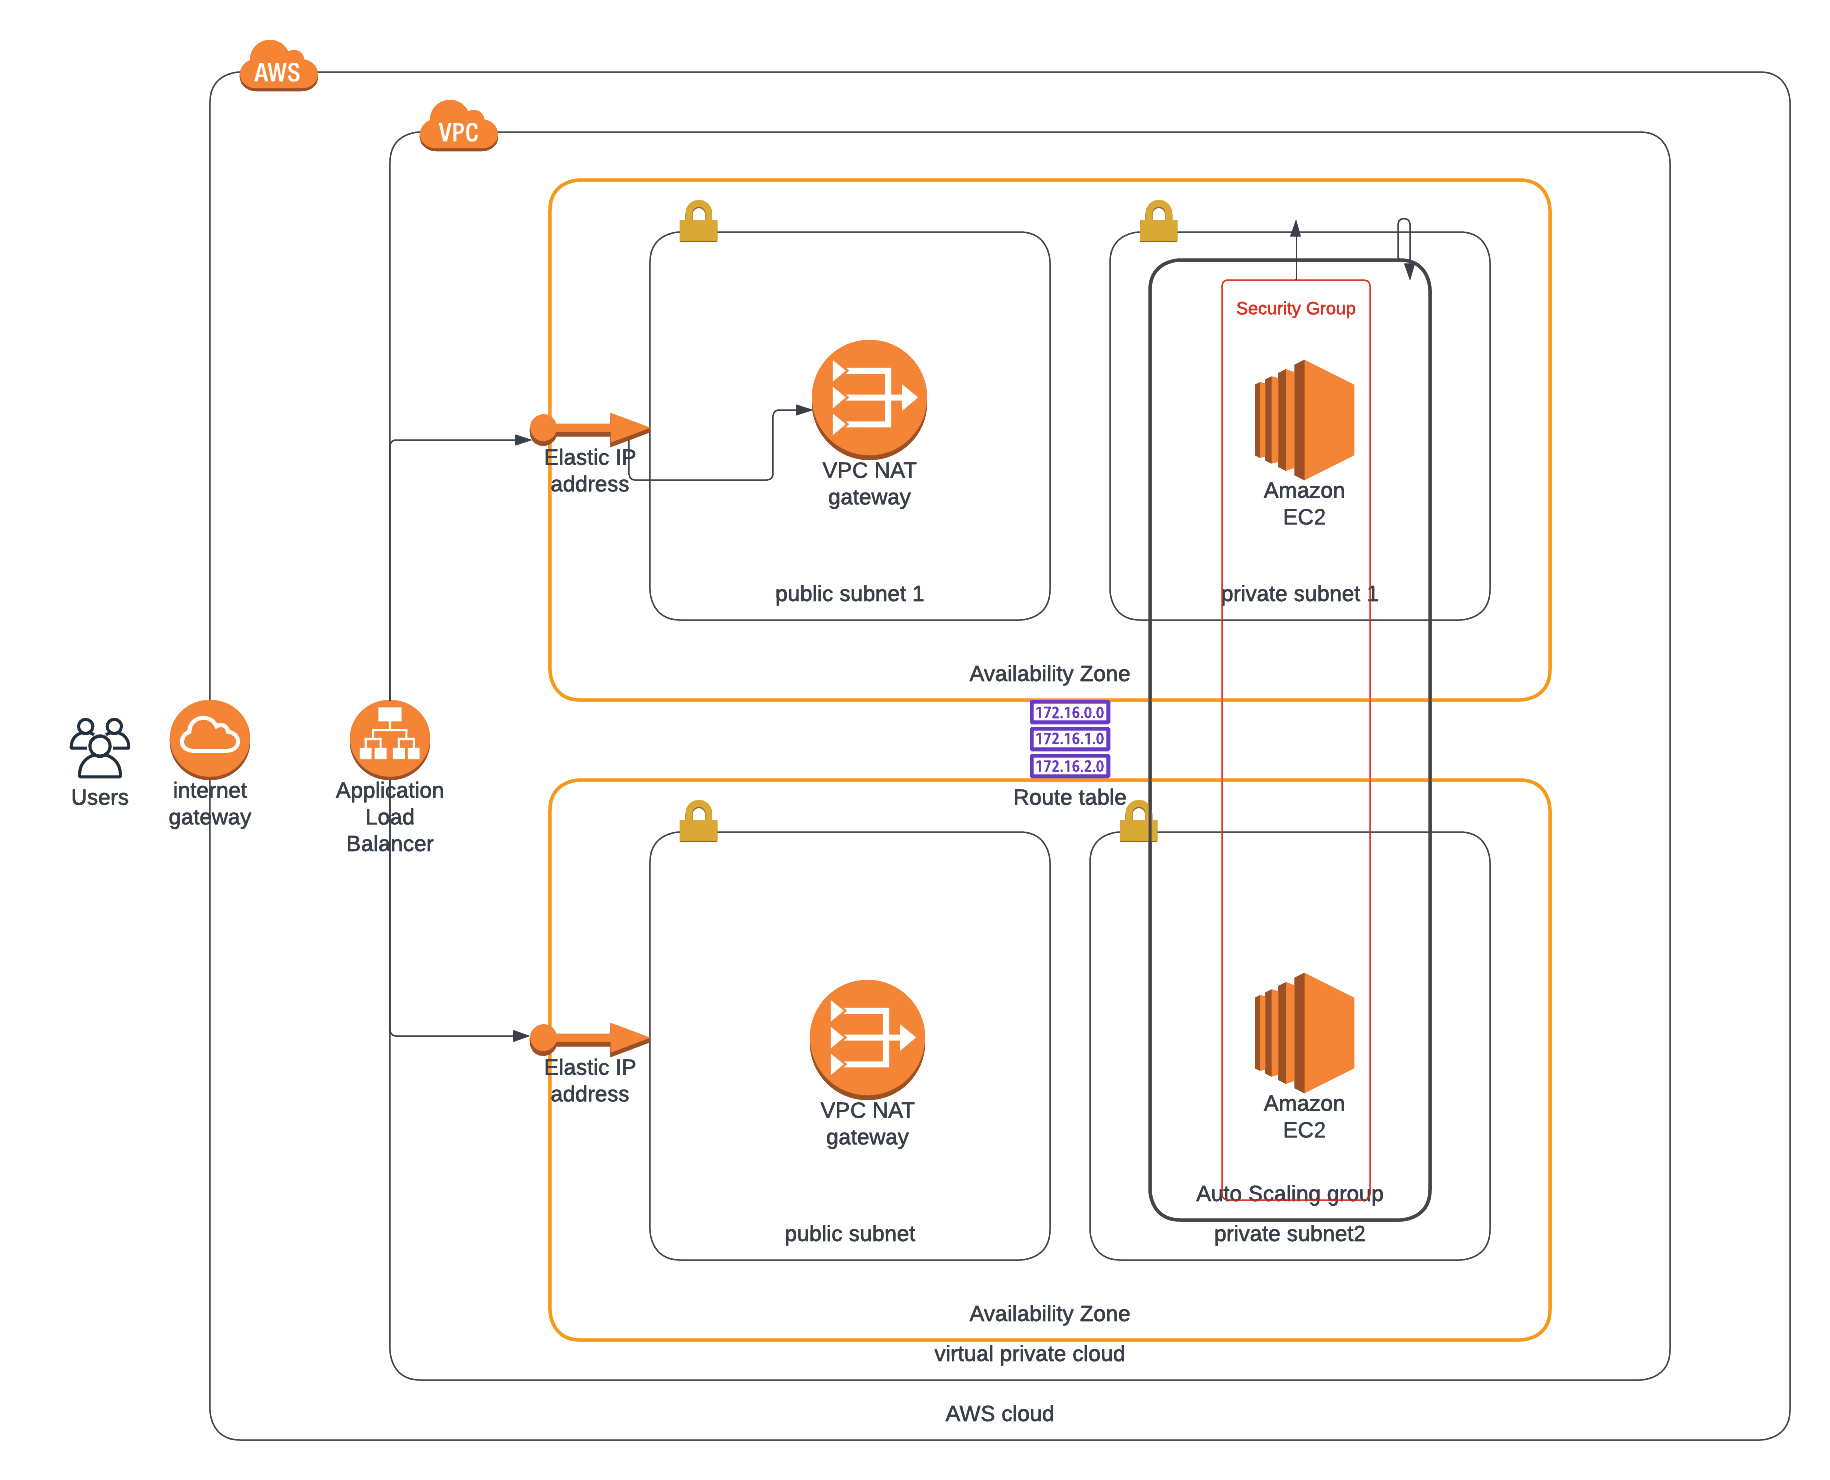 AWS
VPC
Security Group
Elastic IP
address
VPC NAT
gateway
Amazon
EC2
public subnet 1
private subnet 1
Availability Zone
172.16.0.0
172.16.1.0
172.16.2.0
Route table
Users
internet
gateway
Application
Load
Balancer
Elastic IP
address
VPC NAT
gateway
Amazon
EC2
Auto Scaling group
public subnet
private subnet2
Availability Zone
virtual private cloud
AWS cloud